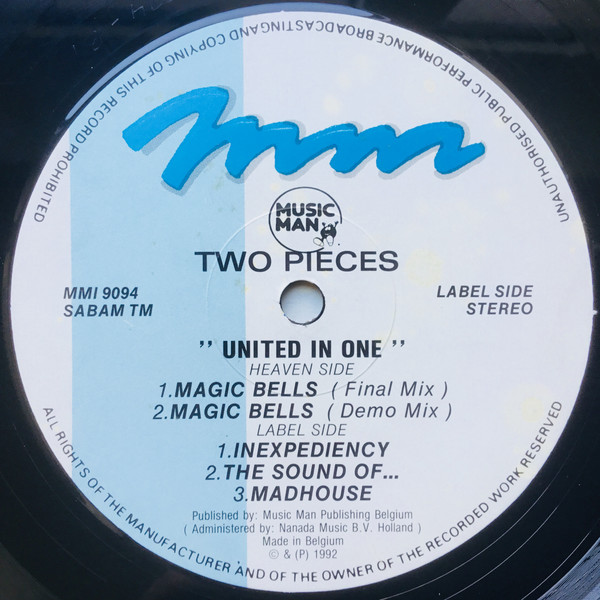 UNAUTHORISED PUBLIC PERFORMANCE BROADCASTING AND COPYING OF THIS RECORD PROHIBITED
mm
MUSIC
MAN
TWO PIECES
MMI 9094
SABAM TM
LABEL SIDE
STEREO
" UNITED IN ONE "
HEAVEN SIDE
1.MAGIC BELLS ( Final Mix )
2.MAGIC BELLS ( Demo Mix )
LABEL SIDE
1.INEXPEDIENCY
2.THE SOUND OF...
3.MADHOUSE
Published by: Music Man Publishing Belgium
( Administered by: Nanada Music B.V. Holland )
Made in Belgium
© & (P) 1992
ALL RIGHTS OF THE MANUFACTURER AND OF THE OWNER OF THE RECORDED WORK RESERVED